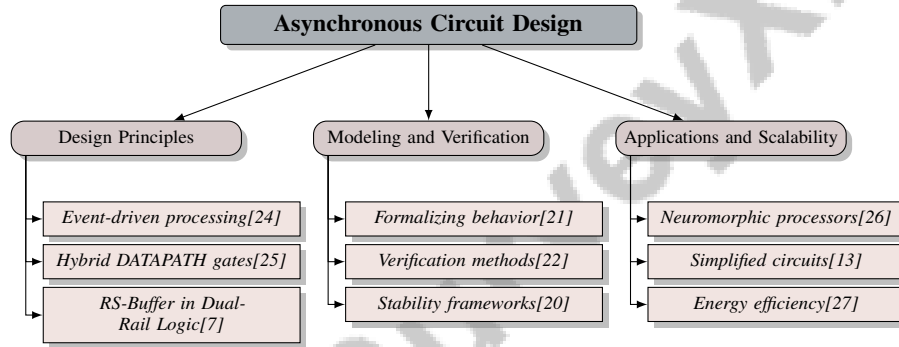 Asynchronous Circuit Design
Design Principles
Modeling and Verification
Applications and Scalability
Event-driven processing[24]
Hybrid DATAPATH gates[25]
RS-Buffer in Dual-
Rail Logic[7]
Formalizing behavior[21]
Verification methods[22]
Stability frameworks[20]
Neuromorphic processors[26]
Simplified circuits[13]
Energy efficiency[27]